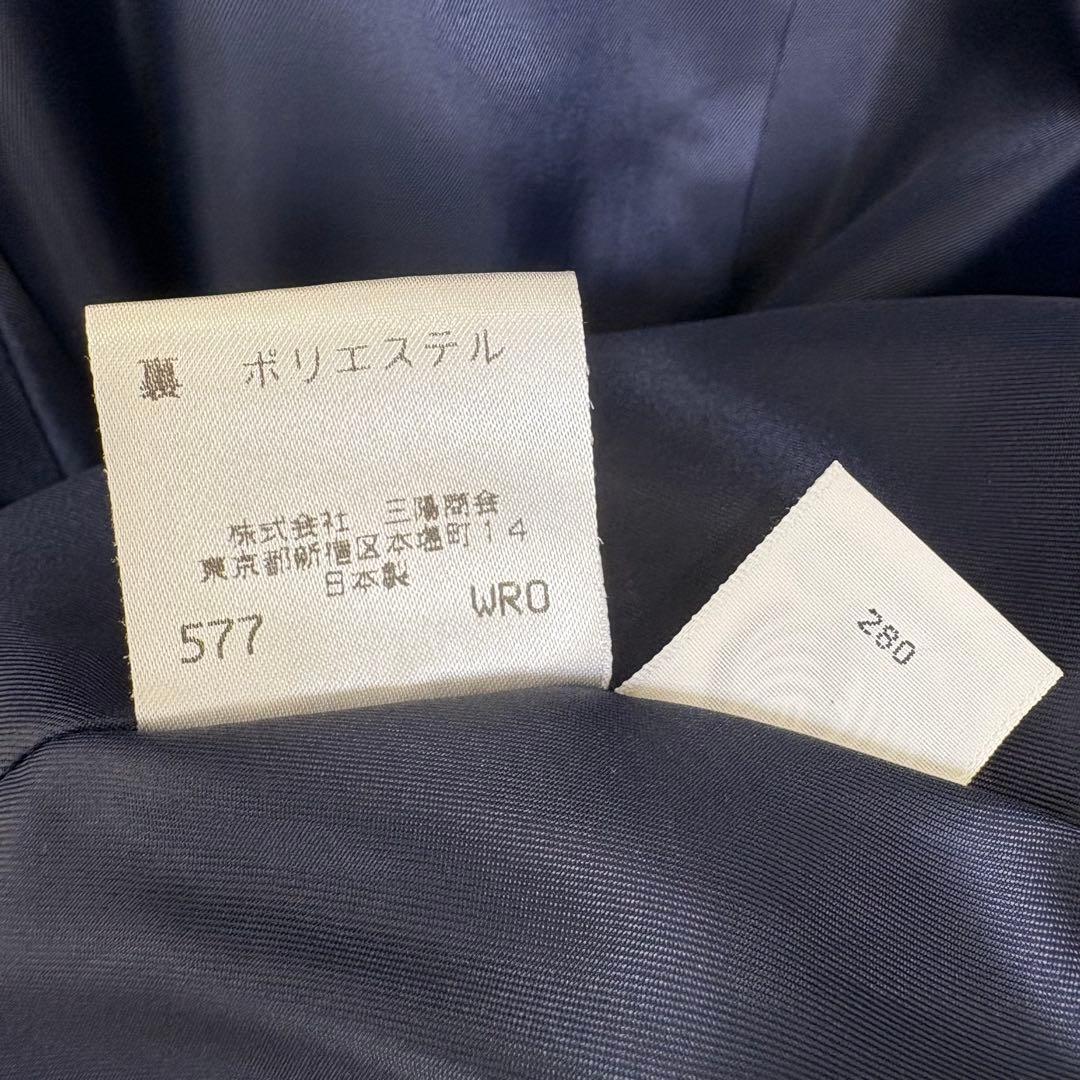 裏 ポリエステル
株式会社 三陽商会
東京都新宿区本塩町14
日本製
577 WRO
280